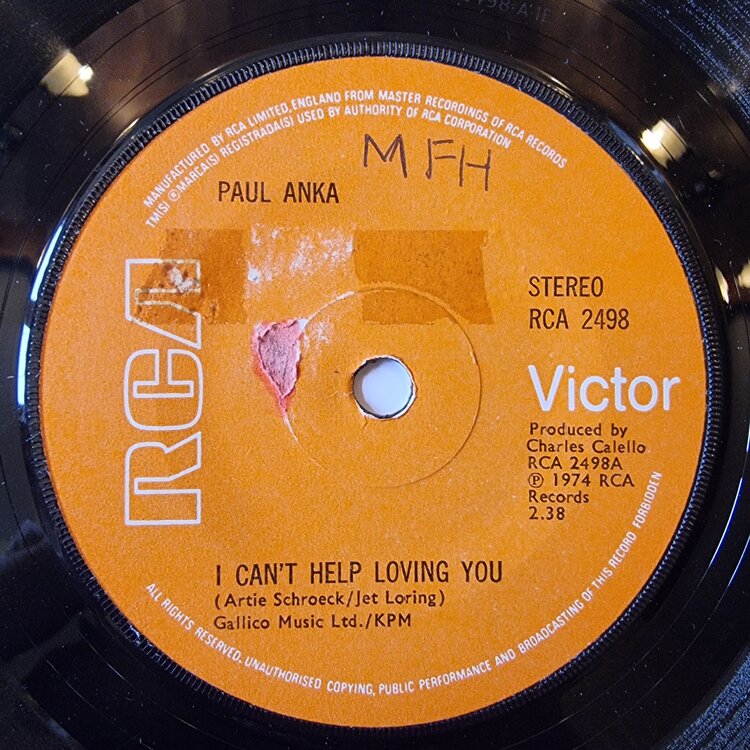 MANUFACTURED BY RCA LIMITED, ENGLAND FROM MASTER RECORDINGS OF RCA RECORDS
TM(S) ® MARCA(S) REGISTRADA(S) USED BY AUTHORITY OF RCA CORPORATION
MFH
PAUL ANKA
RCA
STEREO
RCA 2498
Victor
Produced by
Charles Calello
RCA 2498A
℗ 1974 RCA
Records
2.38
I CAN'T HELP LOVING YOU
(Artie Schroeck/Jet Loring)
Gallico Music Ltd./KPM
ALL RIGHTS RESERVED. UNAUTHORISED COPYING, PUBLIC PERFORMANCE AND BROADCASTING OF THIS RECORD FORBIDDEN